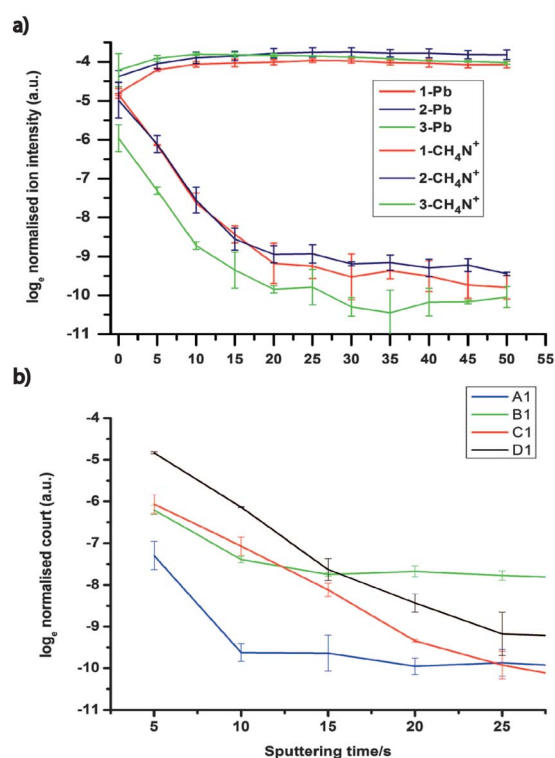 a)
-4
-5
-6
-7
-8
-9
-10
-11
log_e normalised ion intensity (a.u.)
1-Pb
2-Pb
3-Pb
1-CH₄N⁺
2-CH₄N⁺
3-CH₄N⁺
0 5 10 15 20 25 30 35 40 45 50 55
b)
-4
-5
-6
-7
-8
-9
-10
-11
log_e normalised court (a.u.)
A1
B1
C1
D1
5 10 15 20 25
Sputtering time/s